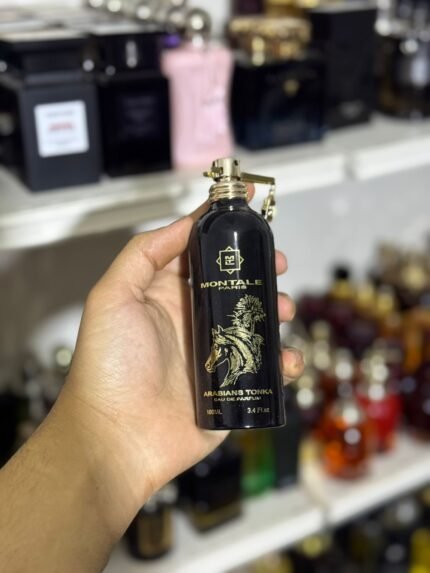 MONTALE
PARIS
ARABIANS TONKA
EAU DE PARFUM
100ML 3.4 Fl.oz